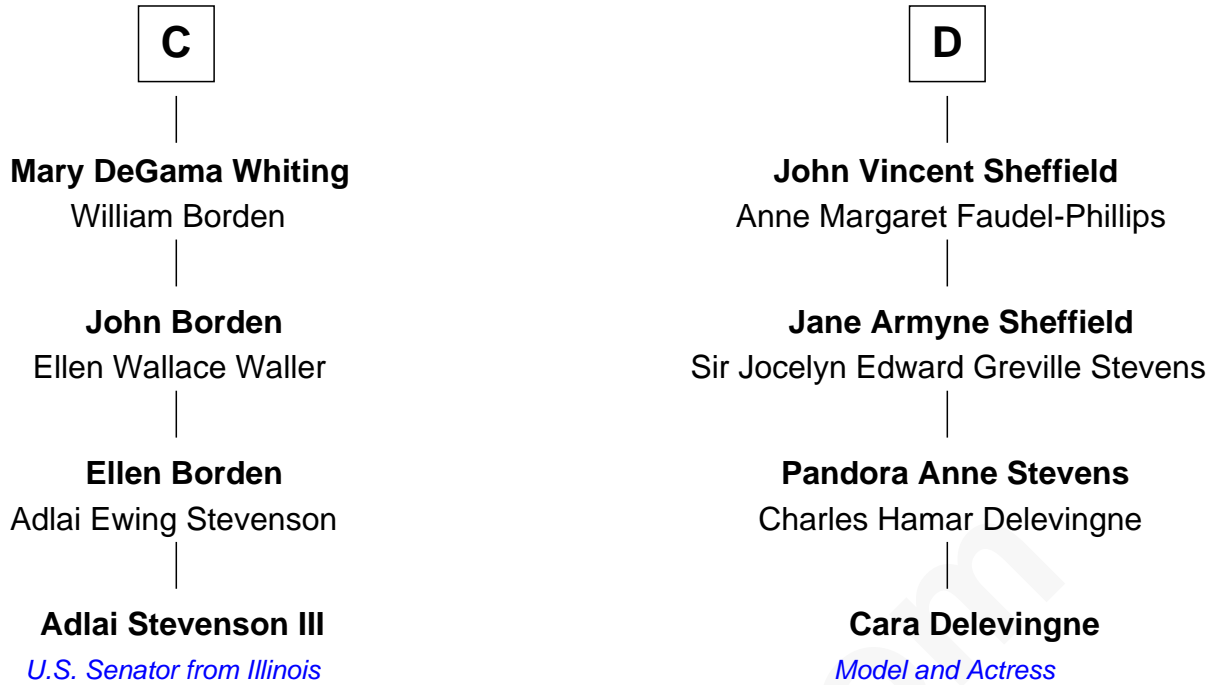 C
Mary DeGama Whiting
William Borden
John Borden
Ellen Wallace Waller
Ellen Borden
Adlai Ewing Stevenson
Adlai Stevenson III
U.S. Senator from Illinois
D
John Vincent Sheffield
Anne Margaret Faudel-Phillips
Jane Armyne Sheffield
Sir Jocelyn Edward Greville Stevens
Pandora Anne Stevens
Charles Hamar Delevingne
Cara Delevingne
Model and Actress